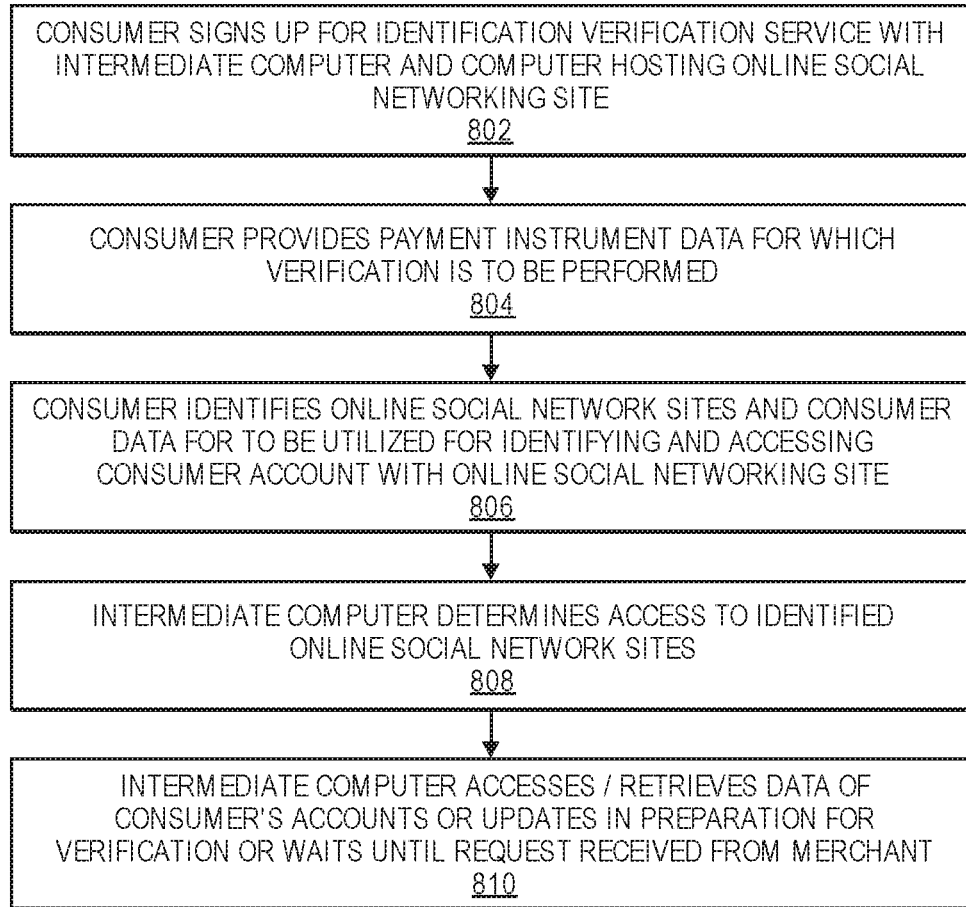 CONSUMER SIGNS UP FOR IDENTIFICATION VERIFICATION SERVICE WITH
INTERMEDIATE COMPUTER AND COMPUTER HOSTING ONLINE SOCIAL
NETWORKING SITE
802
CONSUMER PROVIDES PAYMENT INSTRUMENT DATA FOR WHICH
VERIFICATION IS TO BE PERFORMED
804
CONSUMER IDENTIFIES ONLINE SOCIAL NETWORK SITES AND CONSUMER
DATA FOR TO BE UTILIZED FOR IDENTIFYING AND ACCESSING
CONSUMER ACCOUNT WITH ONLINE SOCIAL NETWORKING SITE
806
INTERMEDIATE COMPUTER DETERMINES ACCESS TO IDENTIFIED
ONLINE SOCIAL NETWORK SITES
808
INTERMEDIATE COMPUTER ACCESSES / RETRIEVES DATA OF
CONSUMER'S ACCOUNTS OR UPDATES IN PREPARATION FOR
VERIFICATION OR WAITS UNTIL REQUEST RECEIVED FROM MERCHANT
810